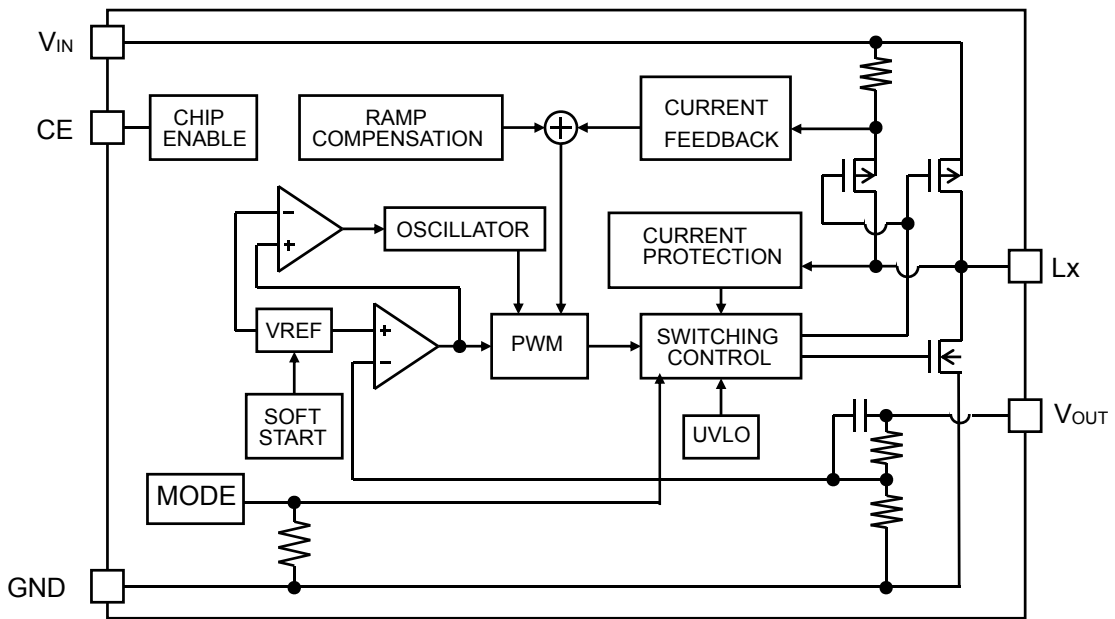 VIN
CE
CHIP
ENABLE
RAMP
COMPENSATION
+
CURRENT
FEEDBACK
−
+
OSCILLATOR
CURRENT
PROTECTION
Lx
VREF
+
−
PWM
SWITCHING
CONTROL
SOFT
START
UVLO
VOUT
MODE
GND